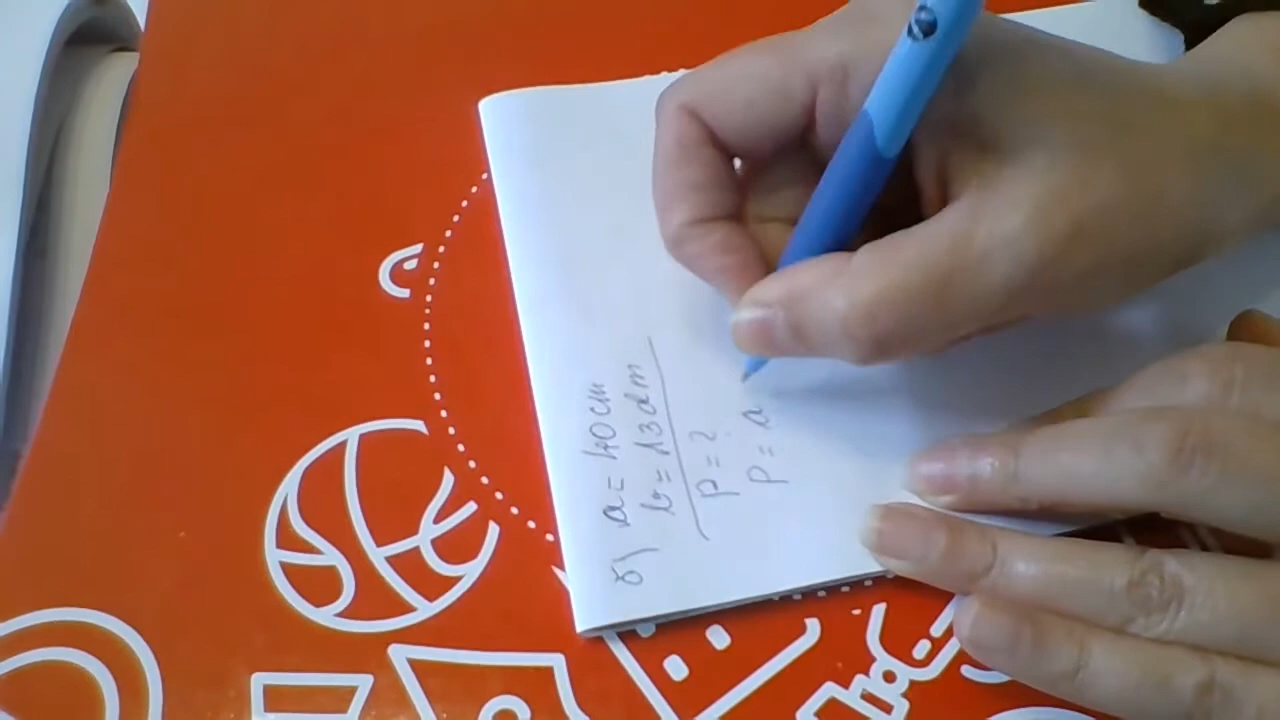 б) a = 40 cm
b = 13 dm
P = ?
P = a